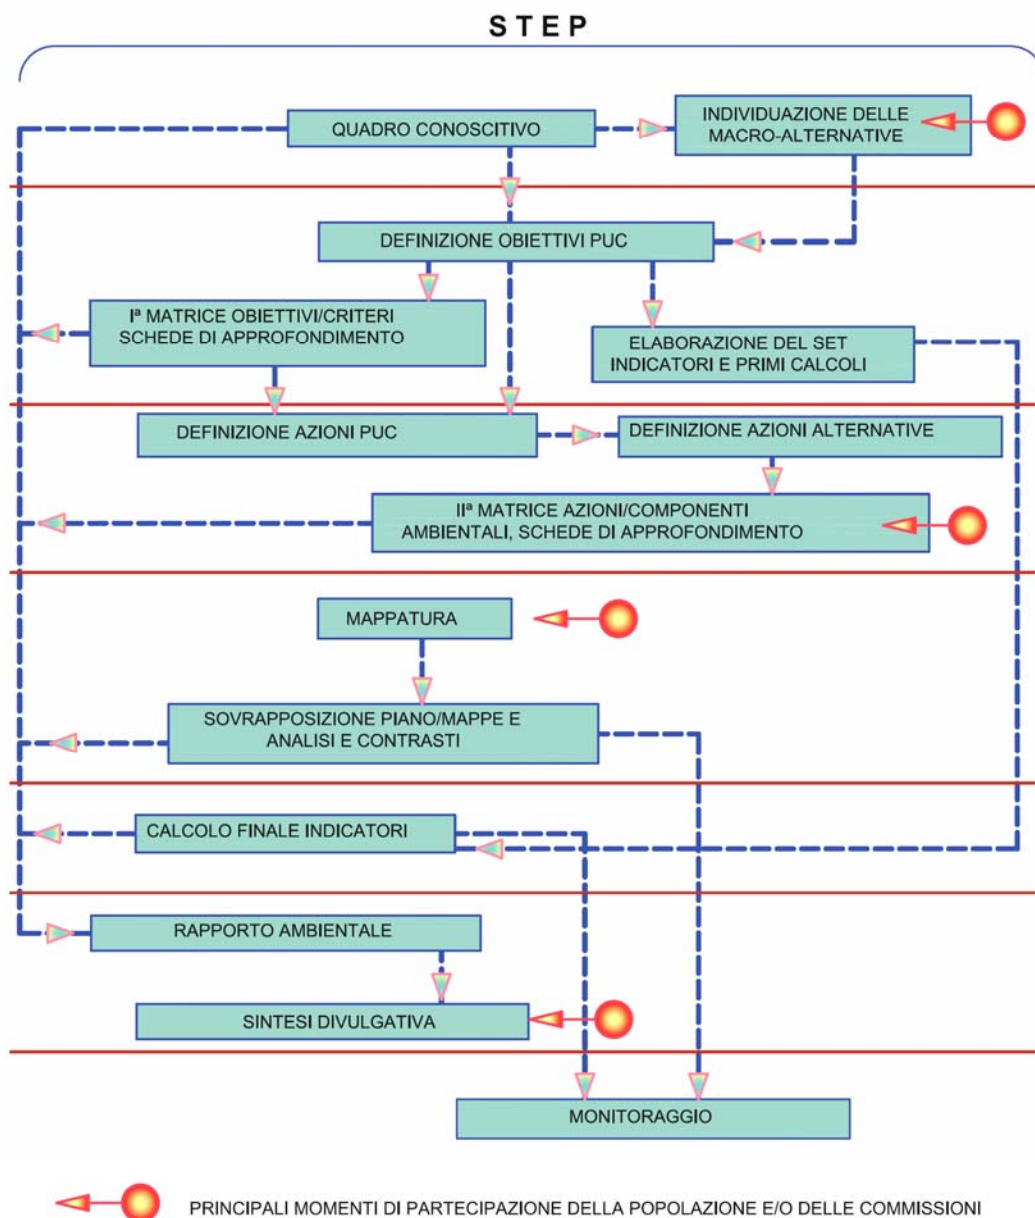 STEP
QUADRO CONOSCITIVO
INDIVIDUAZIONE DELLE
MACRO-ALTERNATIVE
DEFINIZIONE OBIETTIVI PUC
Iª MATRICE OBIETTIVI/CRITERI
SCHEDE DI APPROFONDIMENTO
ELABORAZIONE DEL SET
INDICATORI E PRIMI CALCOLI
DEFINIZIONE AZIONI PUC
DEFINIZIONE AZIONI ALTERNATIVE
IIª MATRICE AZIONI/COMPONENTI
AMBIENTALI, SCHEDE DI APPROFONDIMENTO
MAPPATURA
SOVRAPPOSIZIONE PIANO/MAPPE E
ANALISI E CONTRASTI
CALCOLO FINALE INDICATORI
RAPPORTO AMBIENTALE
SINTESI DIVULGATIVA
MONITORAGGIO
PRINCIPALI MOMENTI DI PARTECIPAZIONE DELLA POPOLAZIONE E/O DELLE COMMISSIONI